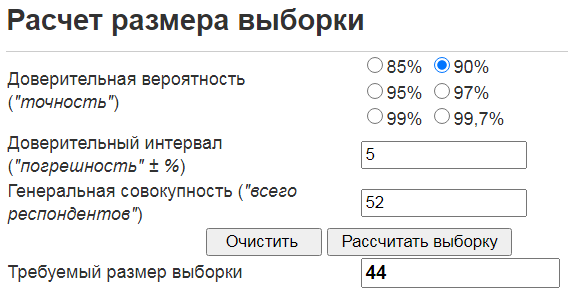 Расчет размера выборки
Доверительная вероятность
("точность")
85% 90%
95% 97%
99% 99,7%
Доверительный интервал
("погрешность" ± %)
5
Генеральная совокупность ("всего
респондентов")
52
Очистить Рассчитать выборку
Требуемый размер выборки 44